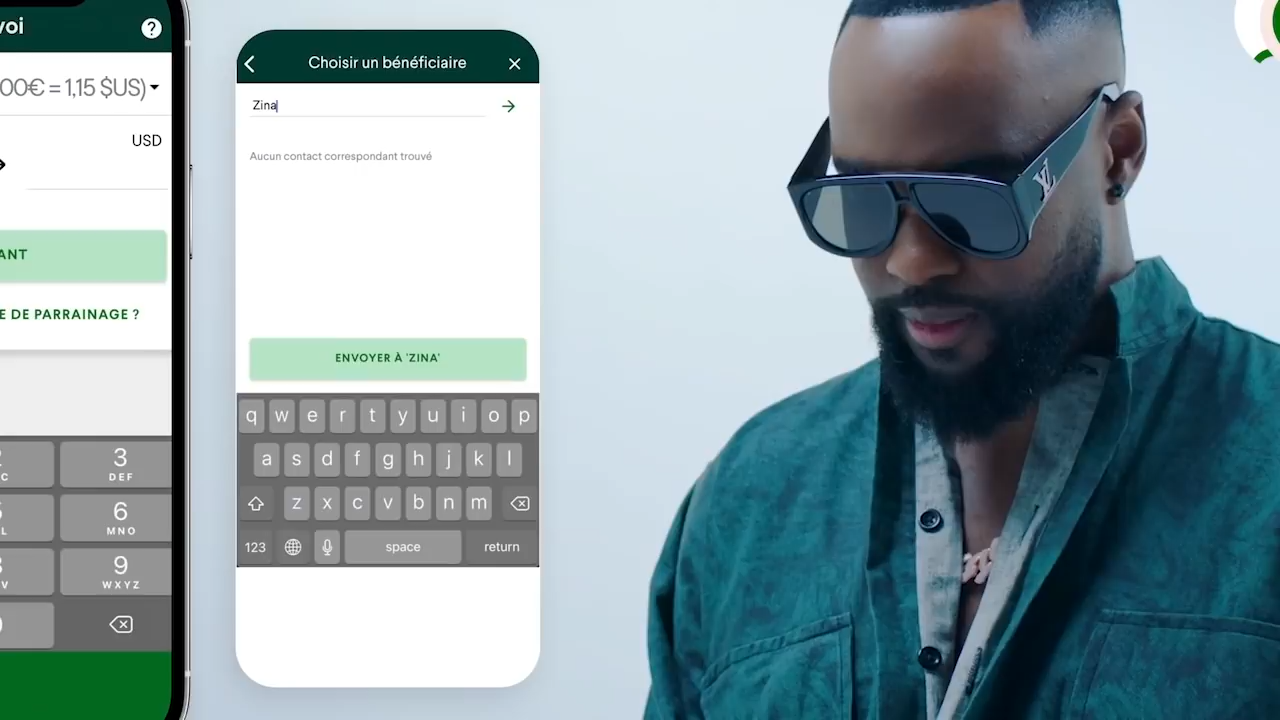 voi
?
00€ = 1,15 $US)
USD
ANT
E DE PARRAINAGE ?
3
DEF
6
MNO
9
WXYZ
Choisir un bénéficiaire
Zina
Aucun contact correspondant trouvé
ENVOYER À 'ZINA'
q w e r t y u i o p
a s d f g h j k l
z x c v b n m
123 space return
LV